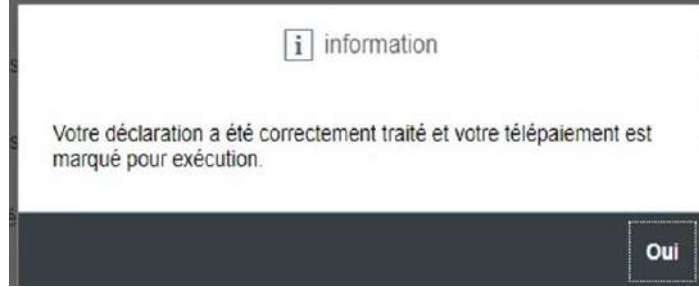 i information
Votre déclaration a été correctement traité et votre télépaiement est
marqué pour exécution.
Oui